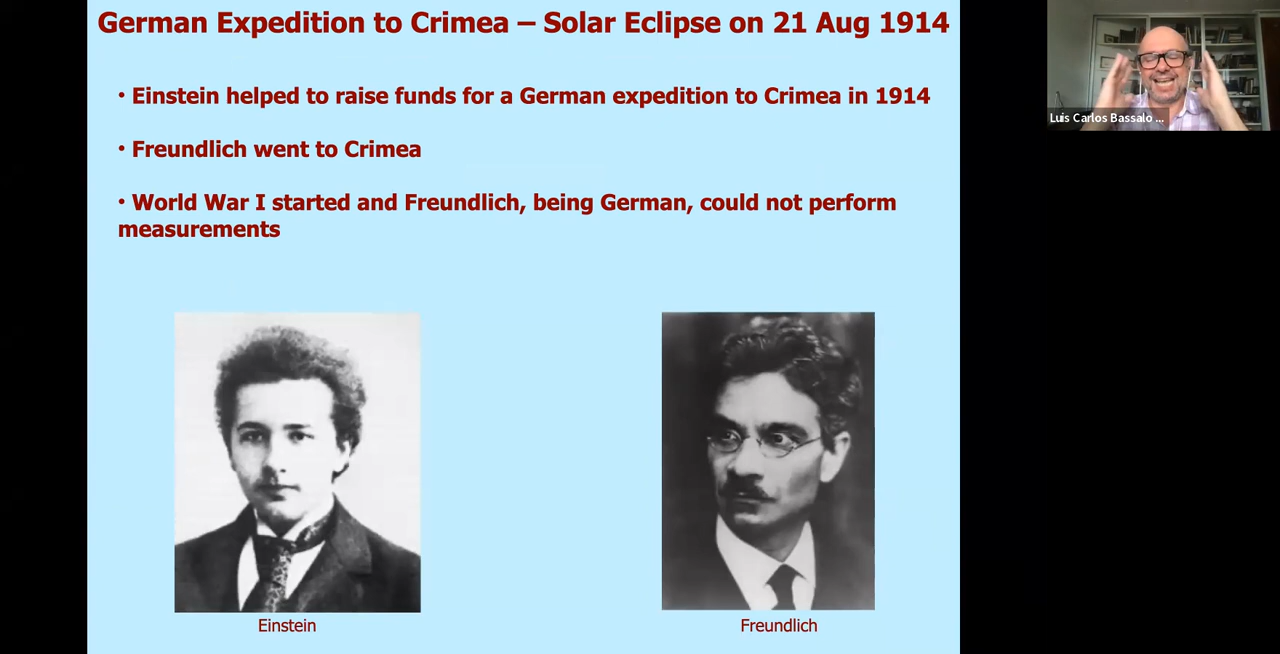 German Expedition to Crimea – Solar Eclipse on 21 Aug 1914
• Einstein helped to raise funds for a German expedition to Crimea in 1914
• Freundlich went to Crimea
• World War I started and Freundlich, being German, could not perform
measurements
Einstein
Freundlich
Luis Carlos Bassalo ...